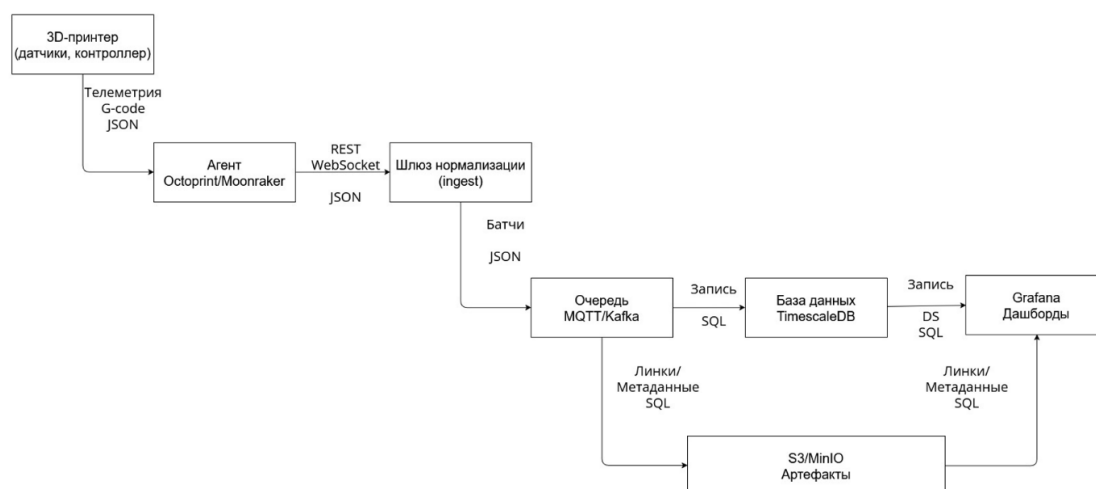 3D-принтер
(датчики, контроллер)
Телеметрия
G-code
JSON
Агент
Octoprint/Moonraker
REST
WebSocket
JSON
Шлюз нормализации
(ingest)
Батчи
JSON
Очередь
MQTT/Kafka
Запись
SQL
База данных
TimescaleDB
Запись
DS
SQL
Grafana
Дашборды
Линки/
Метаданные
SQL
Линки/
Метаданные
SQL
S3/MinIO
Артефакты